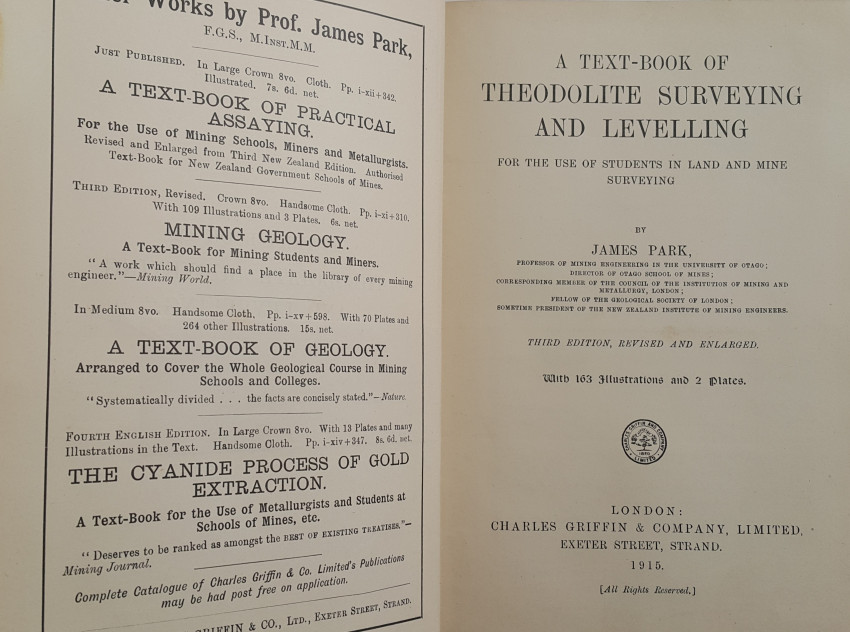 Works by Prof. James Park,
F.G.S., M.INST.M.M.
JUST PUBLISHED. In Large Crown 8vo. Cloth. Pp. i-xii+342.
Illustrated. 7s. 6d. net.
A TEXT-BOOK OF PRACTICAL
ASSAYING.
For the Use of Mining Schools, Miners and Metallurgists.
Revised and Enlarged from Third New Zealand Edition. Authorised
Text-Book for New Zealand Government Schools of Mines.
THIRD EDITION, Revised. Crown 8vo. Handsome Cloth. Pp. i-xi+310.
With 109 Illustrations and 3 Plates. 6s. net.
MINING GEOLOGY.
A Text-Book for Mining Students and Miners.
"A work which should find a place in the library of every mining
engineer."—Mining World.
In Medium 8vo. Handsome Cloth. Pp. i-xv+598. With 70 Plates and
264 other Illustrations. 15s. net.
A TEXT-BOOK OF GEOLOGY.
Arranged to Cover the Whole Geological Course in Mining
Schools and Colleges.
"Systematically divided . . . the facts are concisely stated."—Nature.
FOURTH ENGLISH EDITION. In Large Crown 8vo. With 13 Plates and many
Illustrations in the Text. Handsome Cloth. Pp. i-xiv+347. 8s. 6d. net.
THE CYANIDE PROCESS OF GOLD
EXTRACTION.
A Text-Book for the Use of Metallurgists and Students at
Schools of Mines, etc.
"Deserves to be ranked as amongst the BEST OF EXISTING TREATISES."—
Mining Journal.
Complete Catalogue of Charles Griffin & Co. Limited's Publications
may be had post free on application.
GRIFFIN & CO., LTD., EXETER STREET, STRAND.
A TEXT-BOOK OF
THEODOLITE SURVEYING
AND LEVELLING
FOR THE USE OF STUDENTS IN LAND AND MINE
SURVEYING
BY
JAMES PARK,
PROFESSOR OF MINING ENGINEERING IN THE UNIVERSITY OF OTAGO;
DIRECTOR OF OTAGO SCHOOL OF MINES;
CORRESPONDING MEMBER OF THE COUNCIL OF THE INSTITUTION OF MINING AND
METALLURGY, LONDON;
FELLOW OF THE GEOLOGICAL SOCIETY OF LONDON;
SOMETIME PRESIDENT OF THE NEW ZEALAND INSTITUTE OF MINING ENGINEERS.
THIRD EDITION, REVISED AND ENLARGED.
With 163 Illustrations and 2 Plates.
CHARLES GRIFFIN AND COMPANY
LIMITED
LONDON:
CHARLES GRIFFIN & COMPANY, LIMITED,
EXETER STREET, STRAND.
1915.
[All Rights Reserved.]